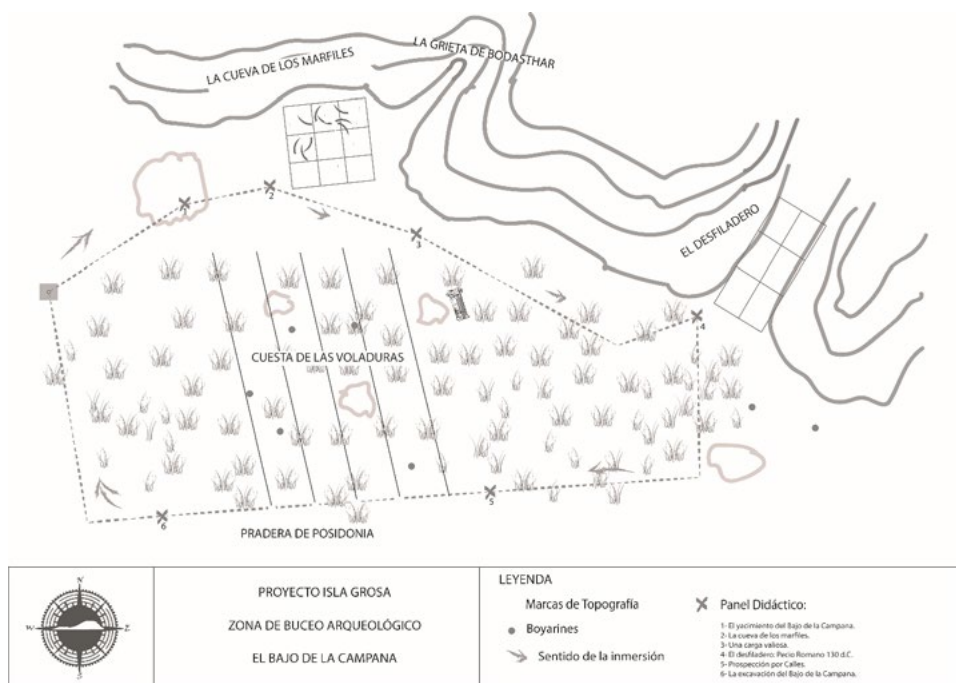 LA GRIETA DE BODASTHAR
LA CUEVA DE LOS MARFILES
EL DESFILADERO
1
2
3
4
CUESTA DE LAS VOLADURAS
5
6
PRADERA DE POSIDONIA
N
W
S
PROYECTO ISLA GROSA
ZONA DE BUCEO ARQUEOLÓGICO
EL BAJO DE LA CAMPANA
LEYENDA
Marcas de Topografía
Boyarines
Sentido de la inmersión
Panel Didáctico:
1- El yacimiento del Bajo de la Campana.
2- La cueva de los marfiles.
3- Una carga valiosa.
4- El desfiladero: Pecio Romano 130 d.C.
5- Prospección por Calles.
6- La excavación del Bajo de la Campana.